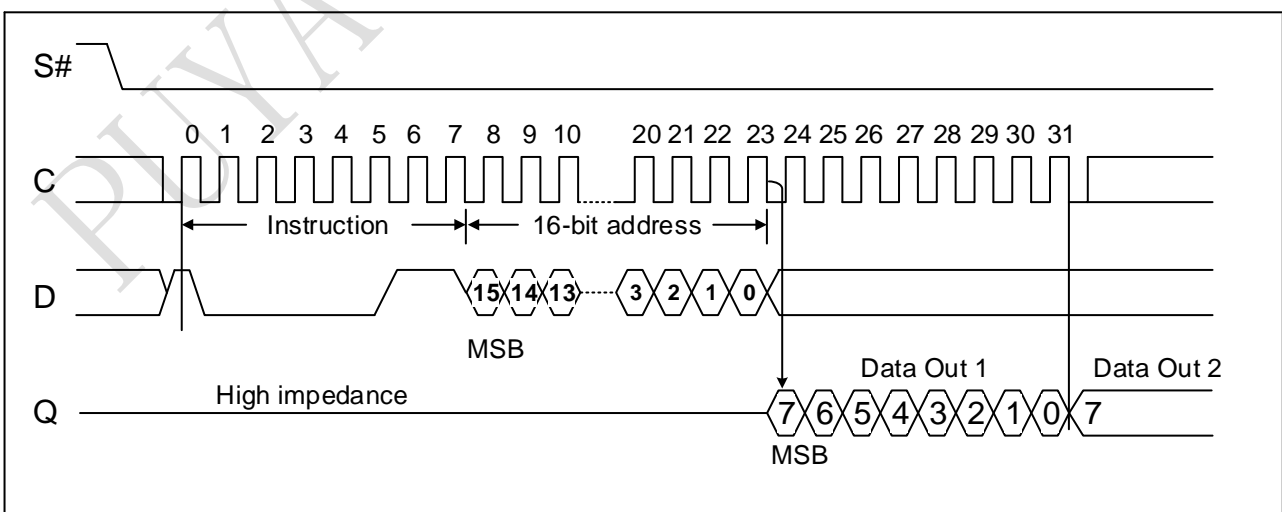 PUYA
S#
0 1 2 3 4 5 6 7 8 9 10 20 21 22 23 24 25 26 27 28 29 30 31
C
Instruction 16-bit address
D
15 14 13 3 2 1 0
MSB
Data Out 1 Data Out 2
High impedance
Q
7 6 5 4 3 2 1 0 7
MSB